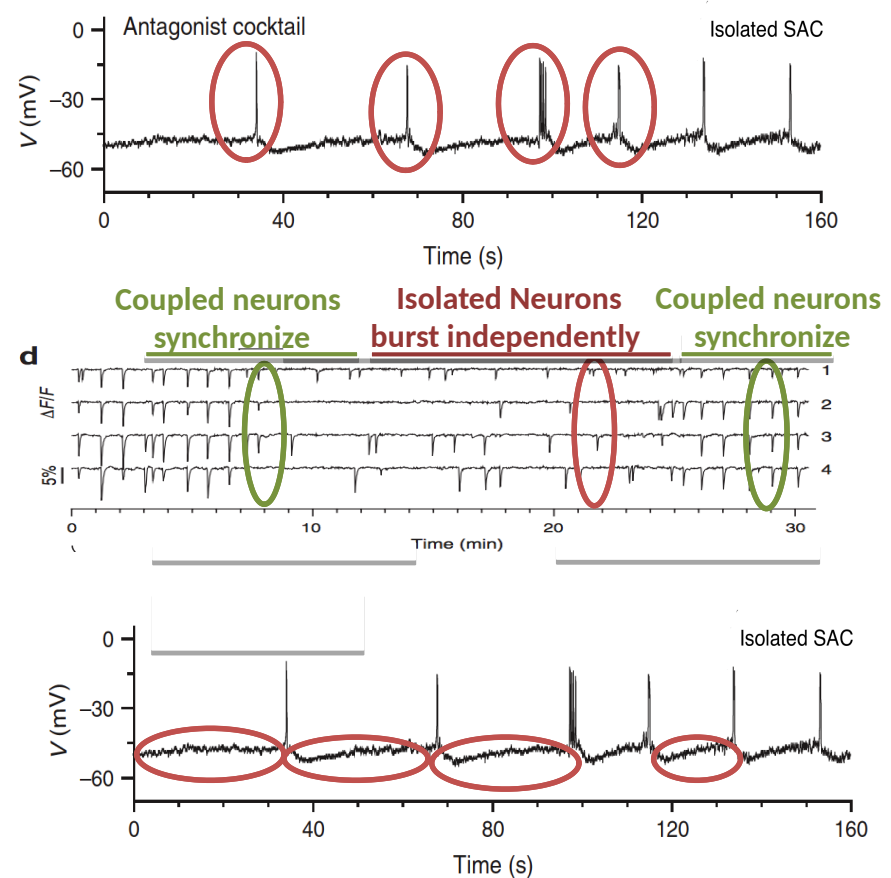 Antagonist cocktail
Isolated SAC
0
−30
−60
V (mV)
0 40 80 120 160
Time (s)
Coupled neurons synchronize
Isolated Neurons burst independently
Coupled neurons synchronize
d
1
2
3
4
ΔF/F
5%
0 10 20 30
Time (min)
Isolated SAC
0
−30
−60
V (mV)
0 40 80 120 160
Time (s)